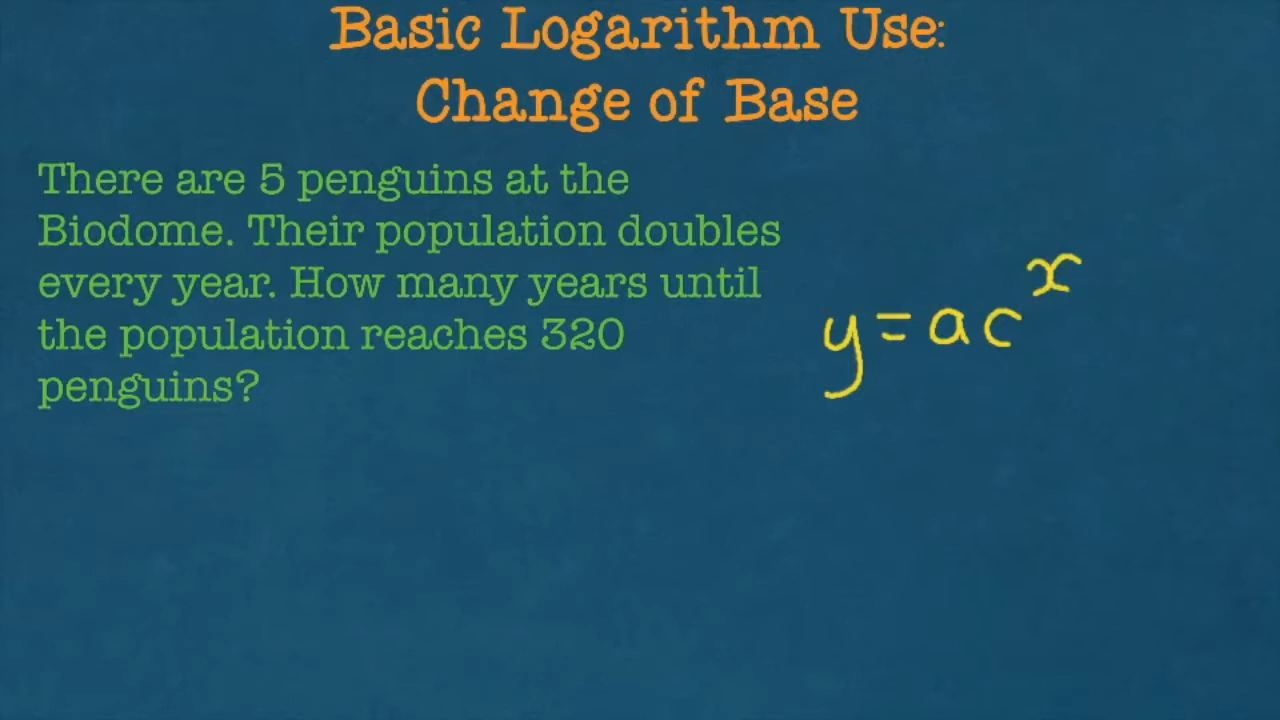 Basic Logarithm Use:
Change of Base
There are 5 penguins at the
Biodome. Their population doubles
every year. How many years until
the population reaches 320
penguins?
y=ac^x